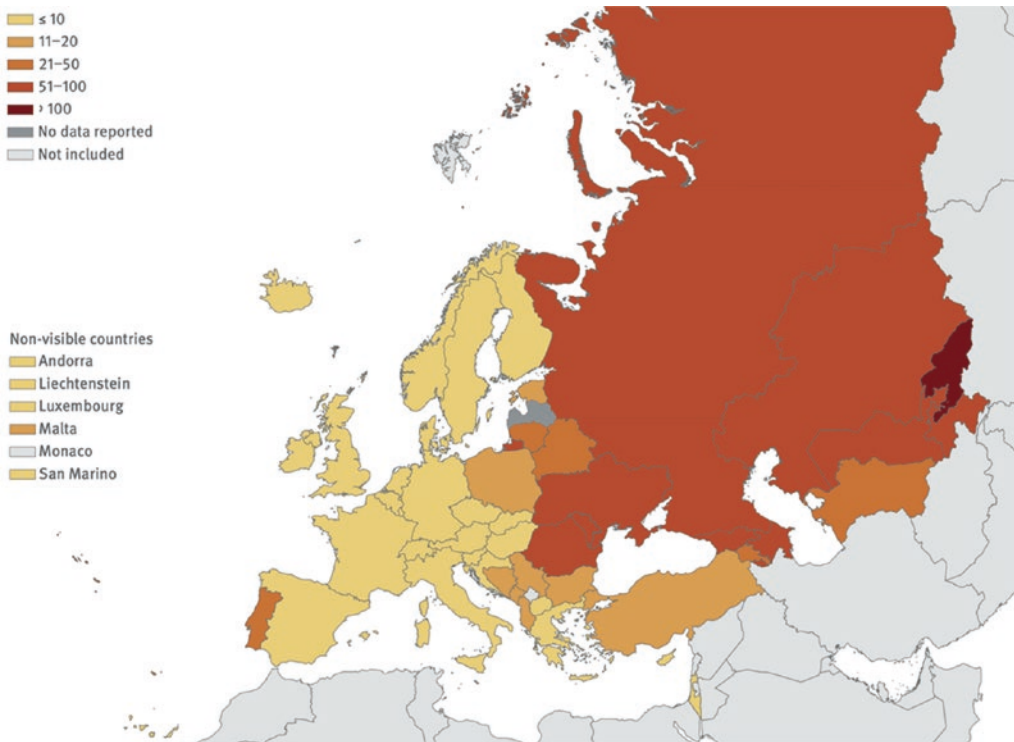 ≤ 10
11–20
21–50
51–100
› 100
No data reported
Not included
Non-visible countries
Andorra
Liechtenstein
Luxembourg
Malta
Monaco
San Marino